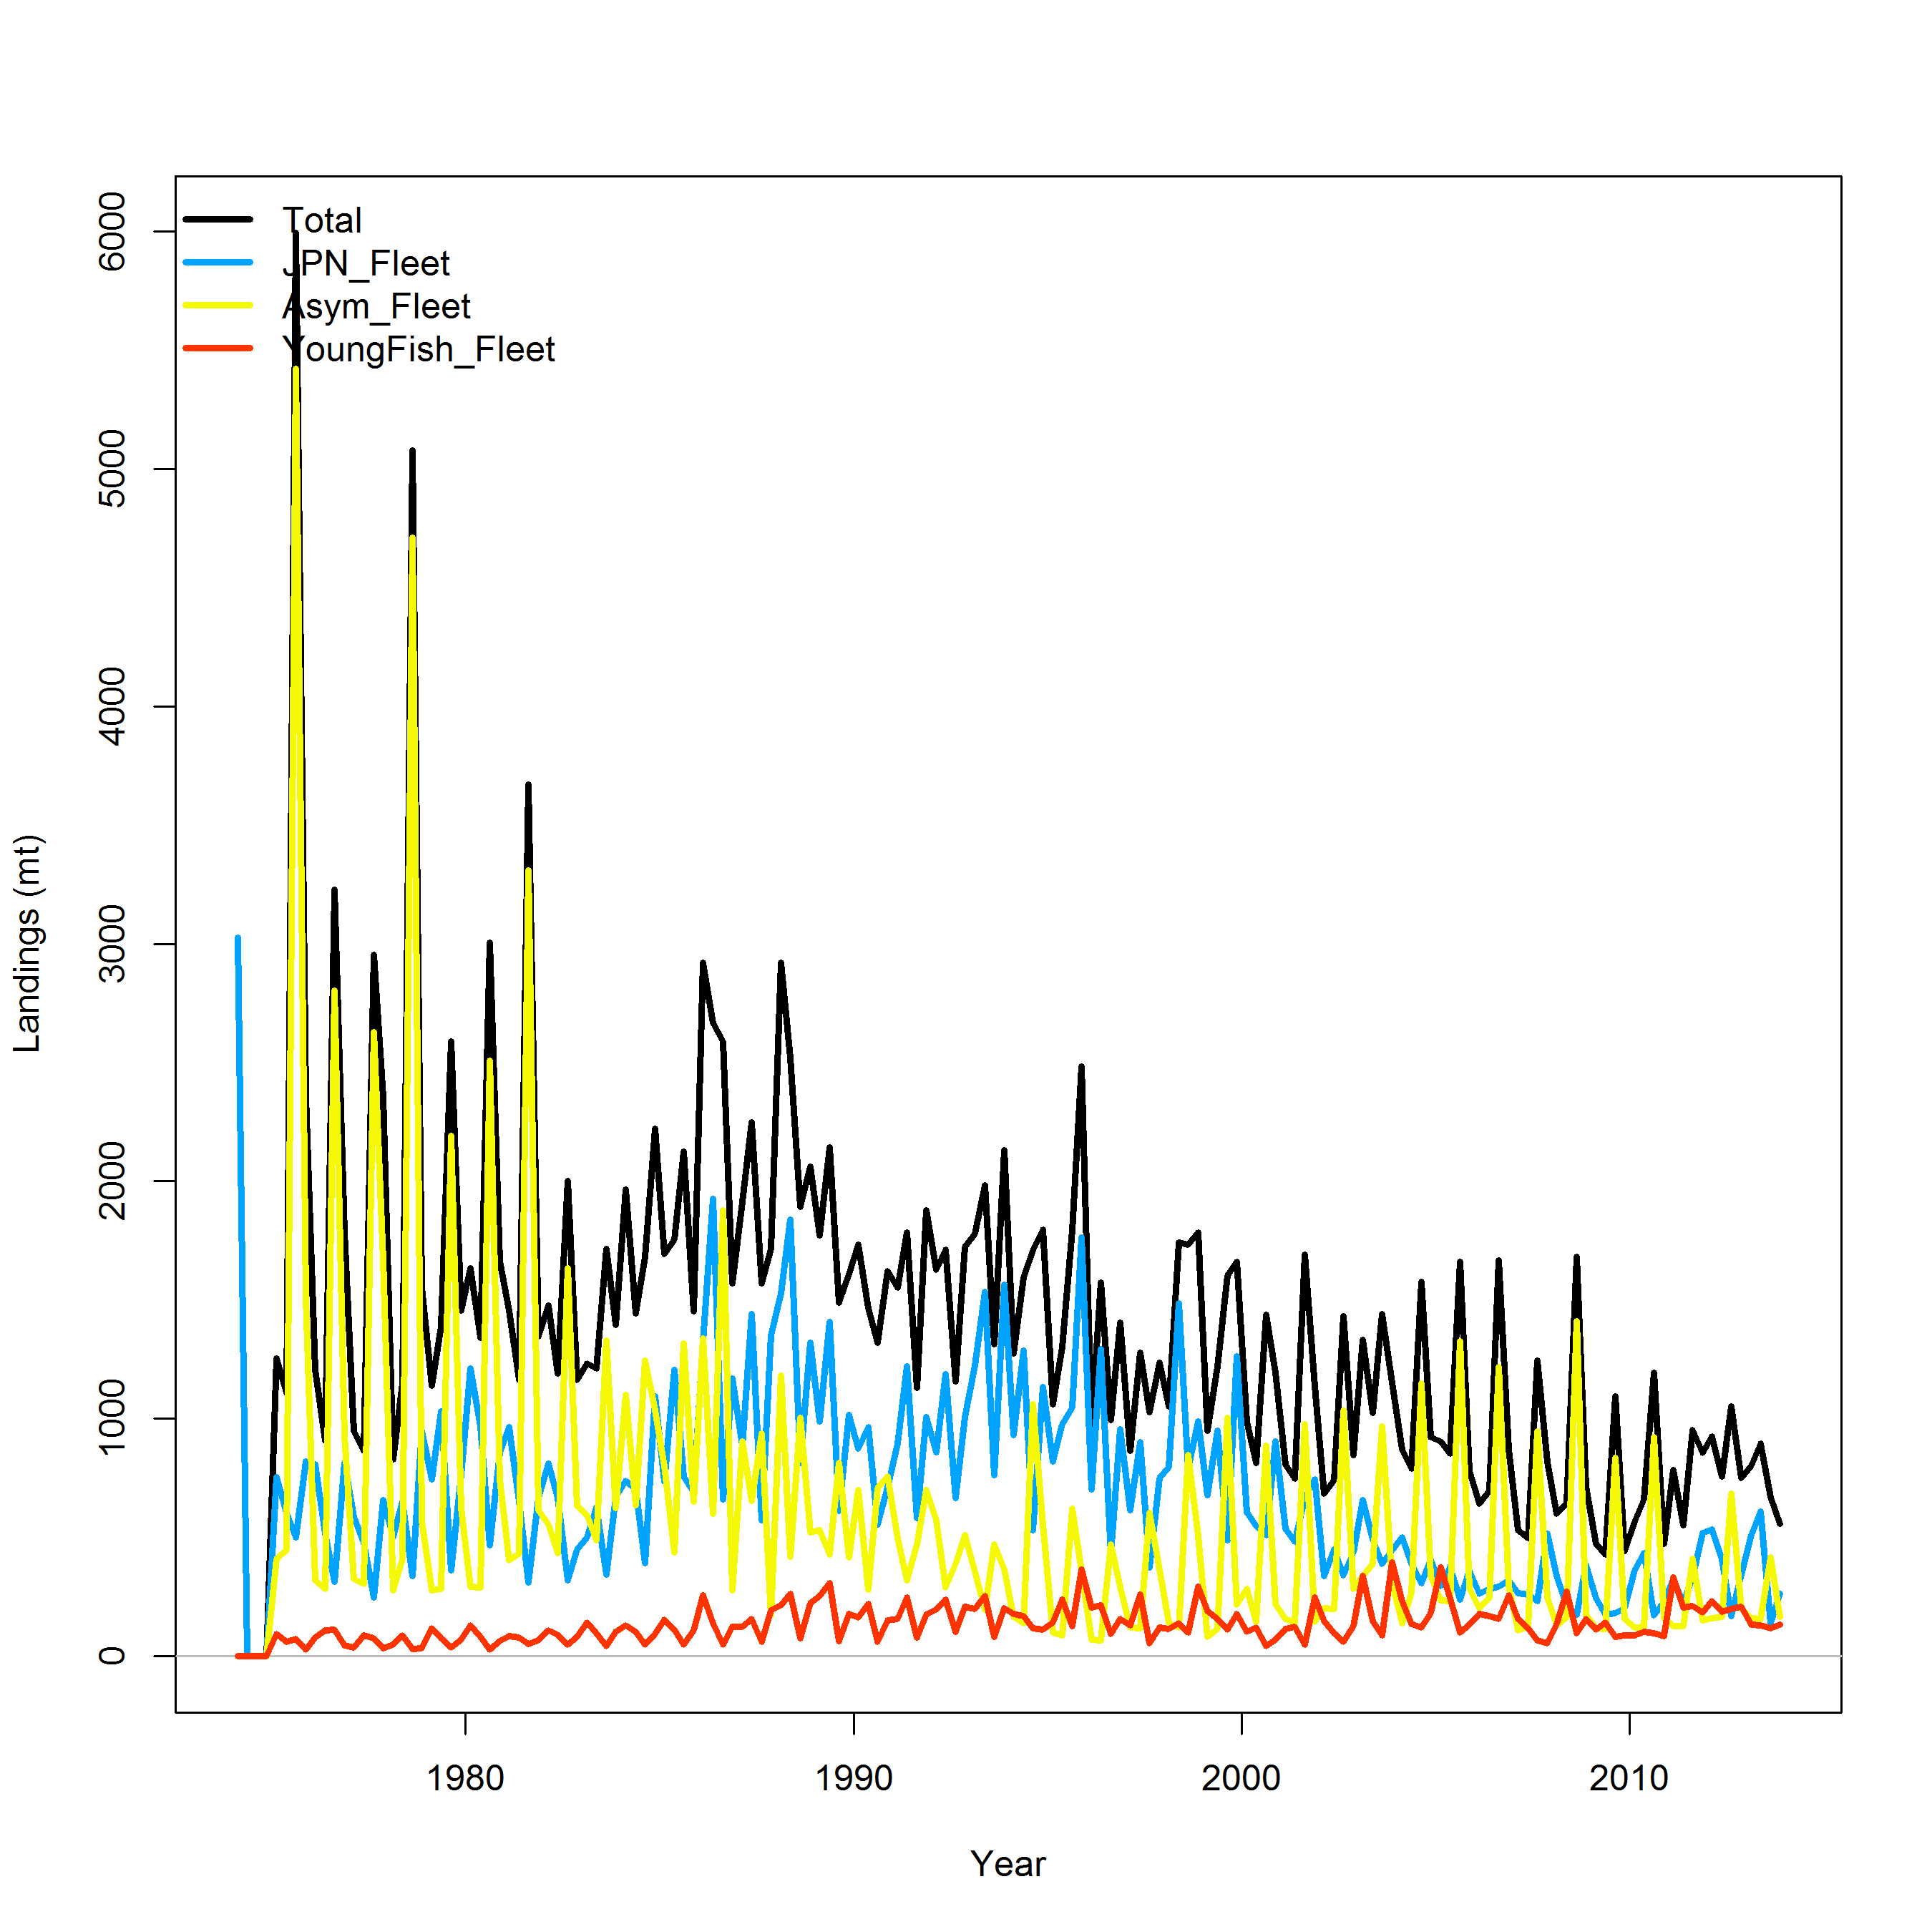 Total
JPN_Fleet
Asym_Fleet
YoungFish_Fleet
6000
5000
4000
3000
2000
1000
0
Landings (mt)
1980 1990 2000 2010
Year